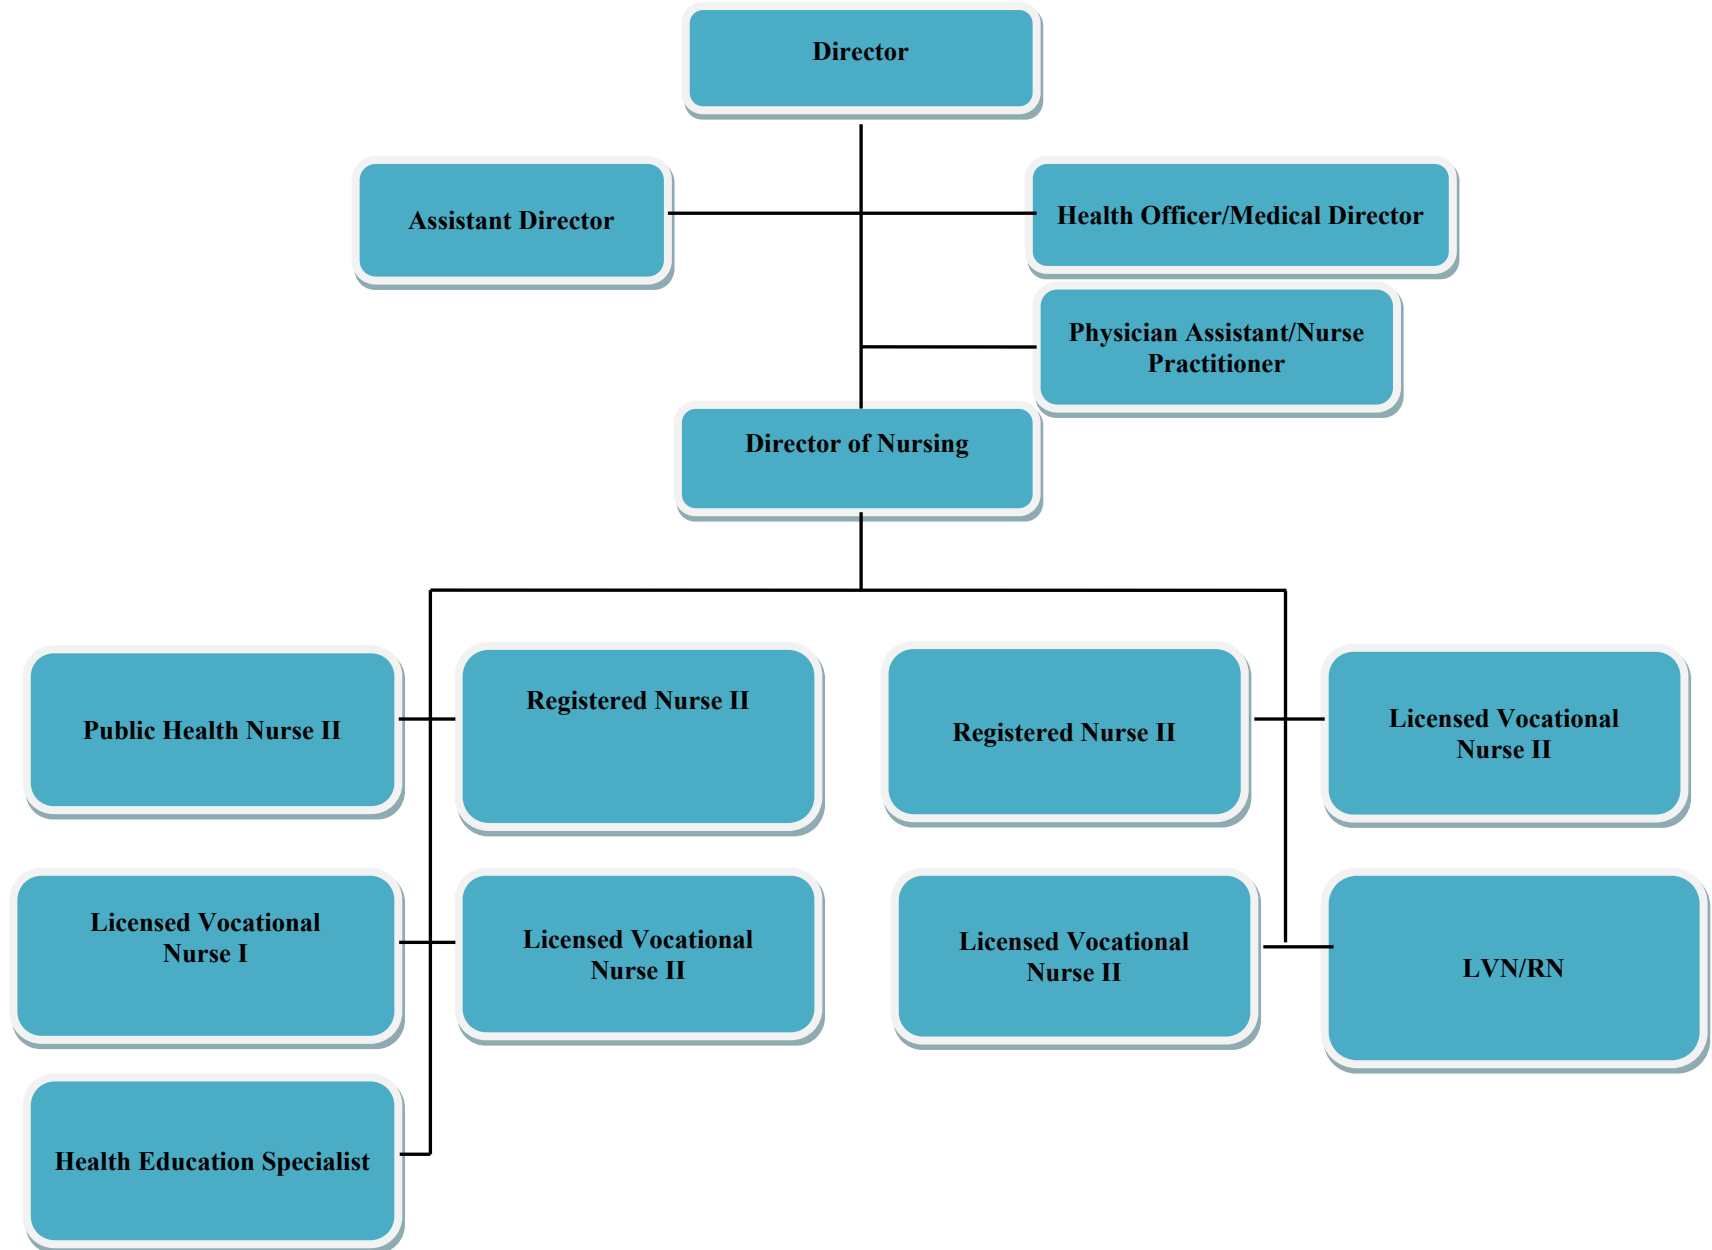 Director
Assistant Director
Health Officer/Medical Director
Physician Assistant/Nurse
Practitioner
Director of Nursing
Public Health Nurse II
Registered Nurse II
Registered Nurse II
Licensed Vocational
Nurse II
Licensed Vocational
Nurse I
Licensed Vocational
Nurse II
Licensed Vocational
Nurse II
LVN/RN
Health Education Specialist